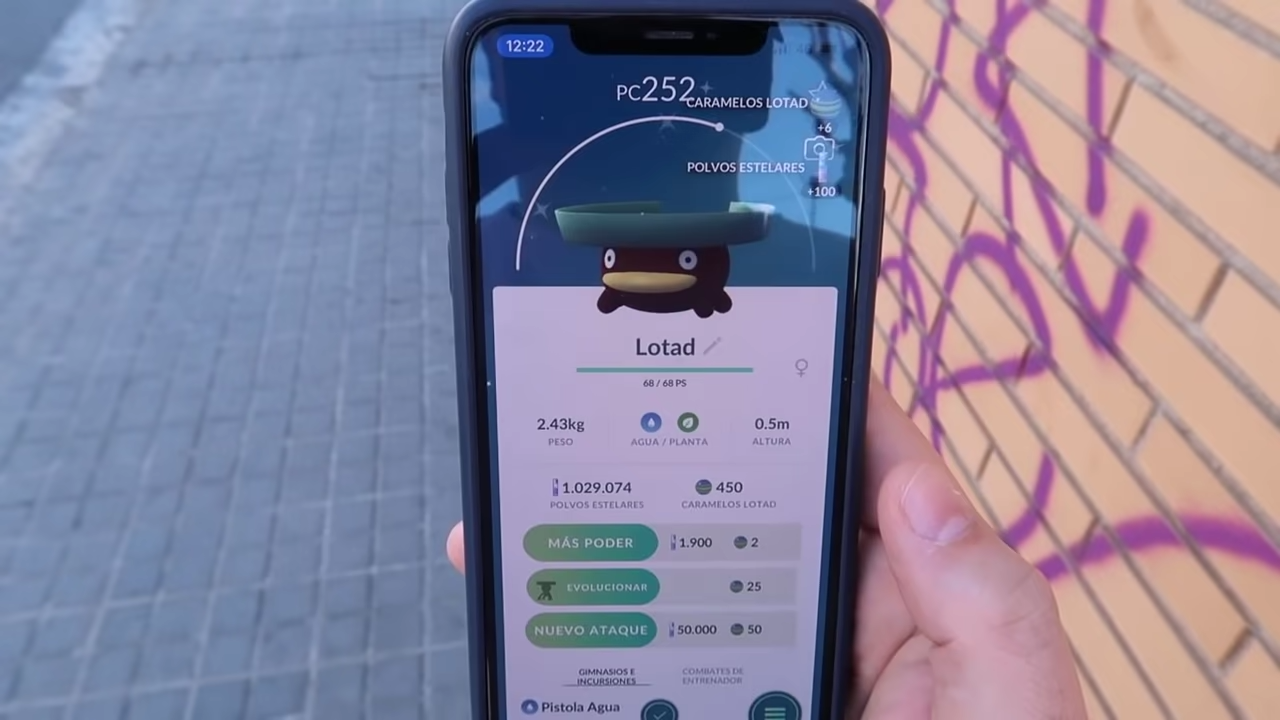 12:22
PC252
CARAMELOS LOTAD
+6
POLVOS ESTELARES
+100
Lotad
68 / 68 PS
2.43kg
PESO
AGUA / PLANTA
0.5m
ALTURA
1.029.074
POLVOS ESTELARES
450
CARAMELOS LOTAD
MÁS PODER 1.900 2
EVOLUCIONAR 25
NUEVO ATAQUE 50.000 50
GIMNASIOS E
INCURSIONES
COMBATES DE
ENTRENADOR
Pistola Agua